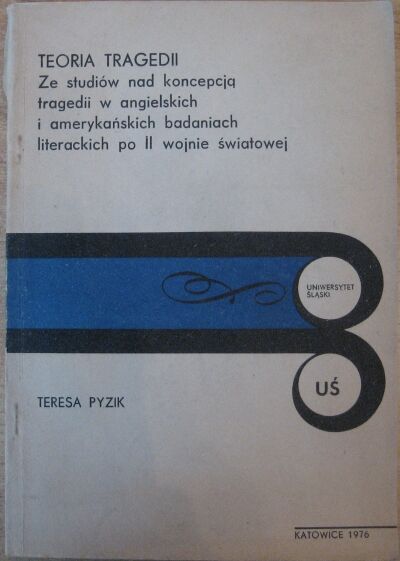 TEORIA TRAGEDII
Ze studiów nad koncepcją
tragedii w angielskich
i amerykańskich badaniach
literackich po II wojnie światowej
UNIWERSYTET
ŚLĄSKI
UŚ
TERESA PYZIK
KATOWICE 1976